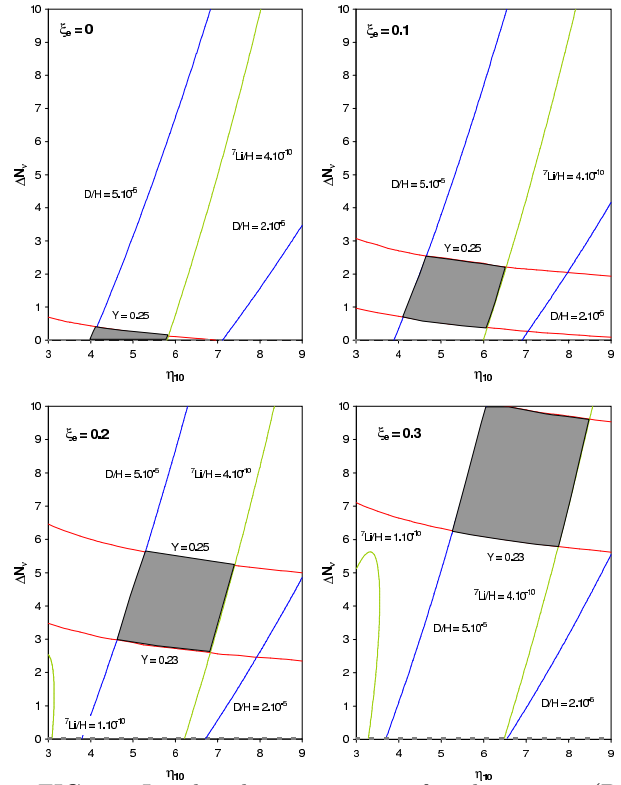 ξe = 0
10
9
8
7
6
5
4
3
2
1
0
ΔNν
D/H = 5.10-5
7Li/H = 4.10-10
D/H = 2.10-5
Y = 0.25
3 4 5 6 7 8 9
η10
ξe = 0.1
10
9
8
7
6
5
4
3
2
1
0
ΔNν
D/H = 5.10-5
7Li/H = 4.10-10
Y = 0.25
D/H = 2.10-5
3 4 5 6 7 8 9
η10
ξe = 0.2
10
9
8
7
6
5
4
3
2
1
0
ΔNν
D/H = 5.10-5
7Li/H = 4.10-10
Y = 0.25
Y = 0.23
D/H = 2.10-5
7Li/H = 1.10-10
3 4 5 6 7 8 9
η10
ξe = 0.3
10
9
8
7
6
5
4
3
2
1
0
ΔNν
7Li/H = 1.10-10
Y = 0.23
7Li/H = 4.10-10
D/H = 5.10-5
D/H = 2.10-5
3 4 5 6 7 8 9
η10